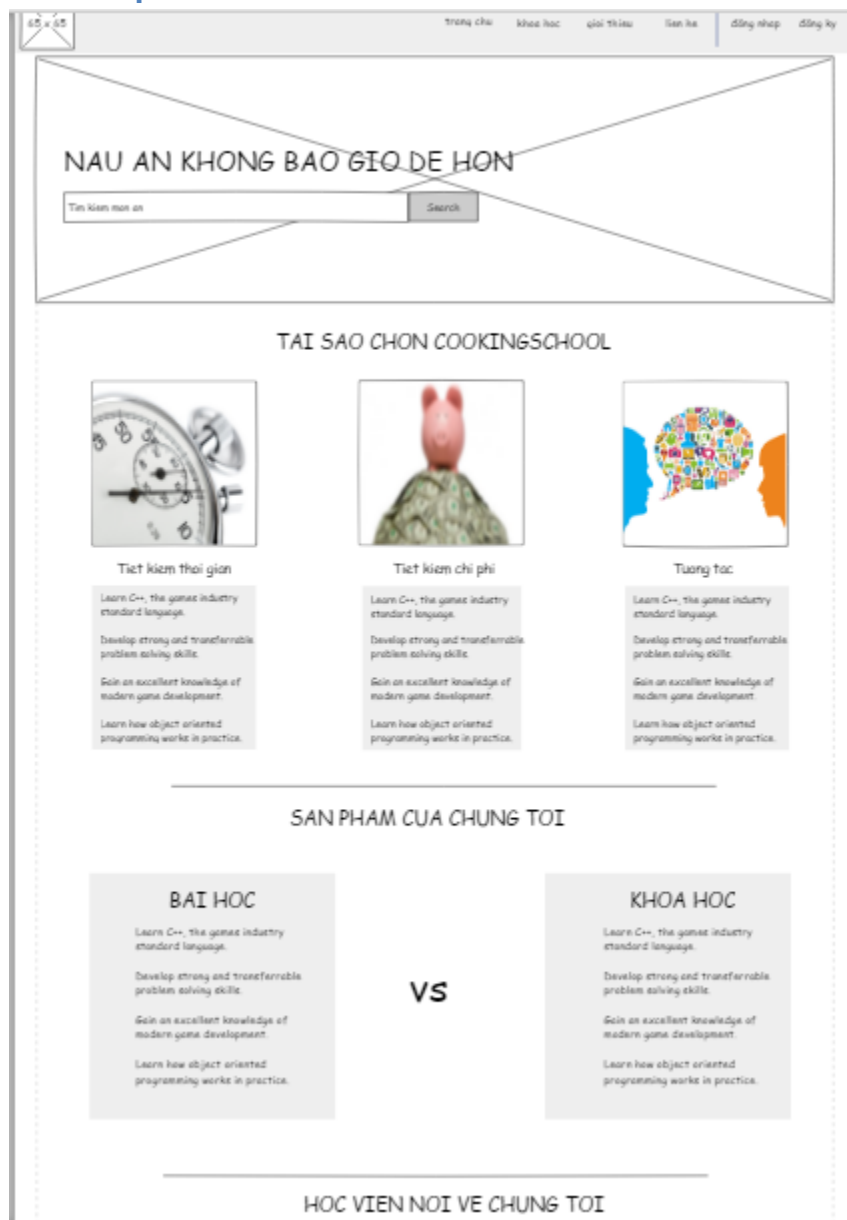 65 x 65
trang chu khoa hoc gioi thieu lien he đăng nhap đăng ky
NAU AN KHONG BAO GIO DE HON
Tim kiem mon an Search
TAI SAO CHON COOKINGSCHOOL
Tiet kiem thoi gian
Learn C++, the games industry
standard language.
Develop strong and transferrable
problem solving skills.
Gain an excellent knowledge of
modern game development.
Learn how object oriented
programming works in practice.
Tiet kiem chi phi
Learn C++, the games industry
standard language.
Develop strong and transferrable
problem solving skills.
Gain an excellent knowledge of
modern game development.
Learn how object oriented
programming works in practice.
Tuong tac
Learn C++, the games industry
standard language.
Develop strong and transferrable
problem solving skills.
Gain an excellent knowledge of
modern game development.
Learn how object oriented
programming works in practice.
SAN PHAM CUA CHUNG TOI
BAI HOC
Learn C++, the games industry
standard language.
Develop strong and transferrable
problem solving skills.
Gain an excellent knowledge of
modern game development.
Learn how object oriented
programming works in practice.
VS
KHOA HOC
Learn C++, the games industry
standard language.
Develop strong and transferrable
problem solving skills.
Gain an excellent knowledge of
modern game development.
Learn how object oriented
programming works in practice.
HOC VIEN NOI VE CHUNG TOI